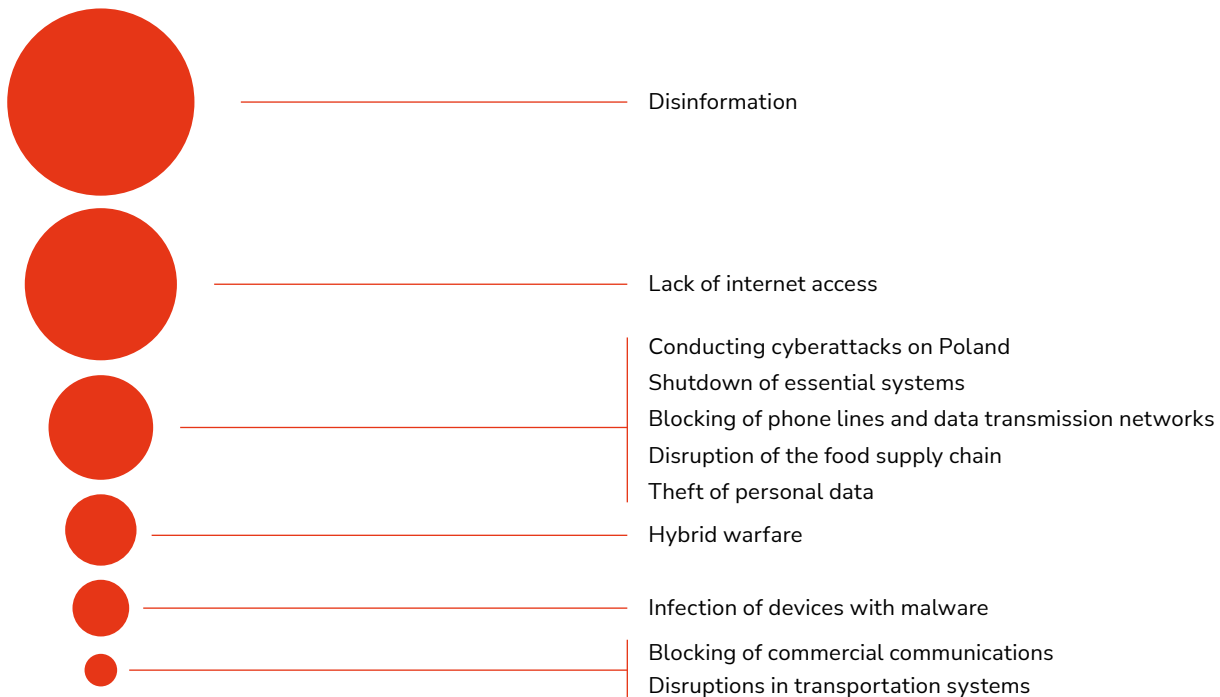 Disinformation
Lack of internet access
Conducting cyberattacks on Poland
Shutdown of essential systems
Blocking of phone lines and data transmission networks
Disruption of the food supply chain
Theft of personal data
Hybrid warfare
Infection of devices with malware
Blocking of commercial communications
Disruptions in transportation systems